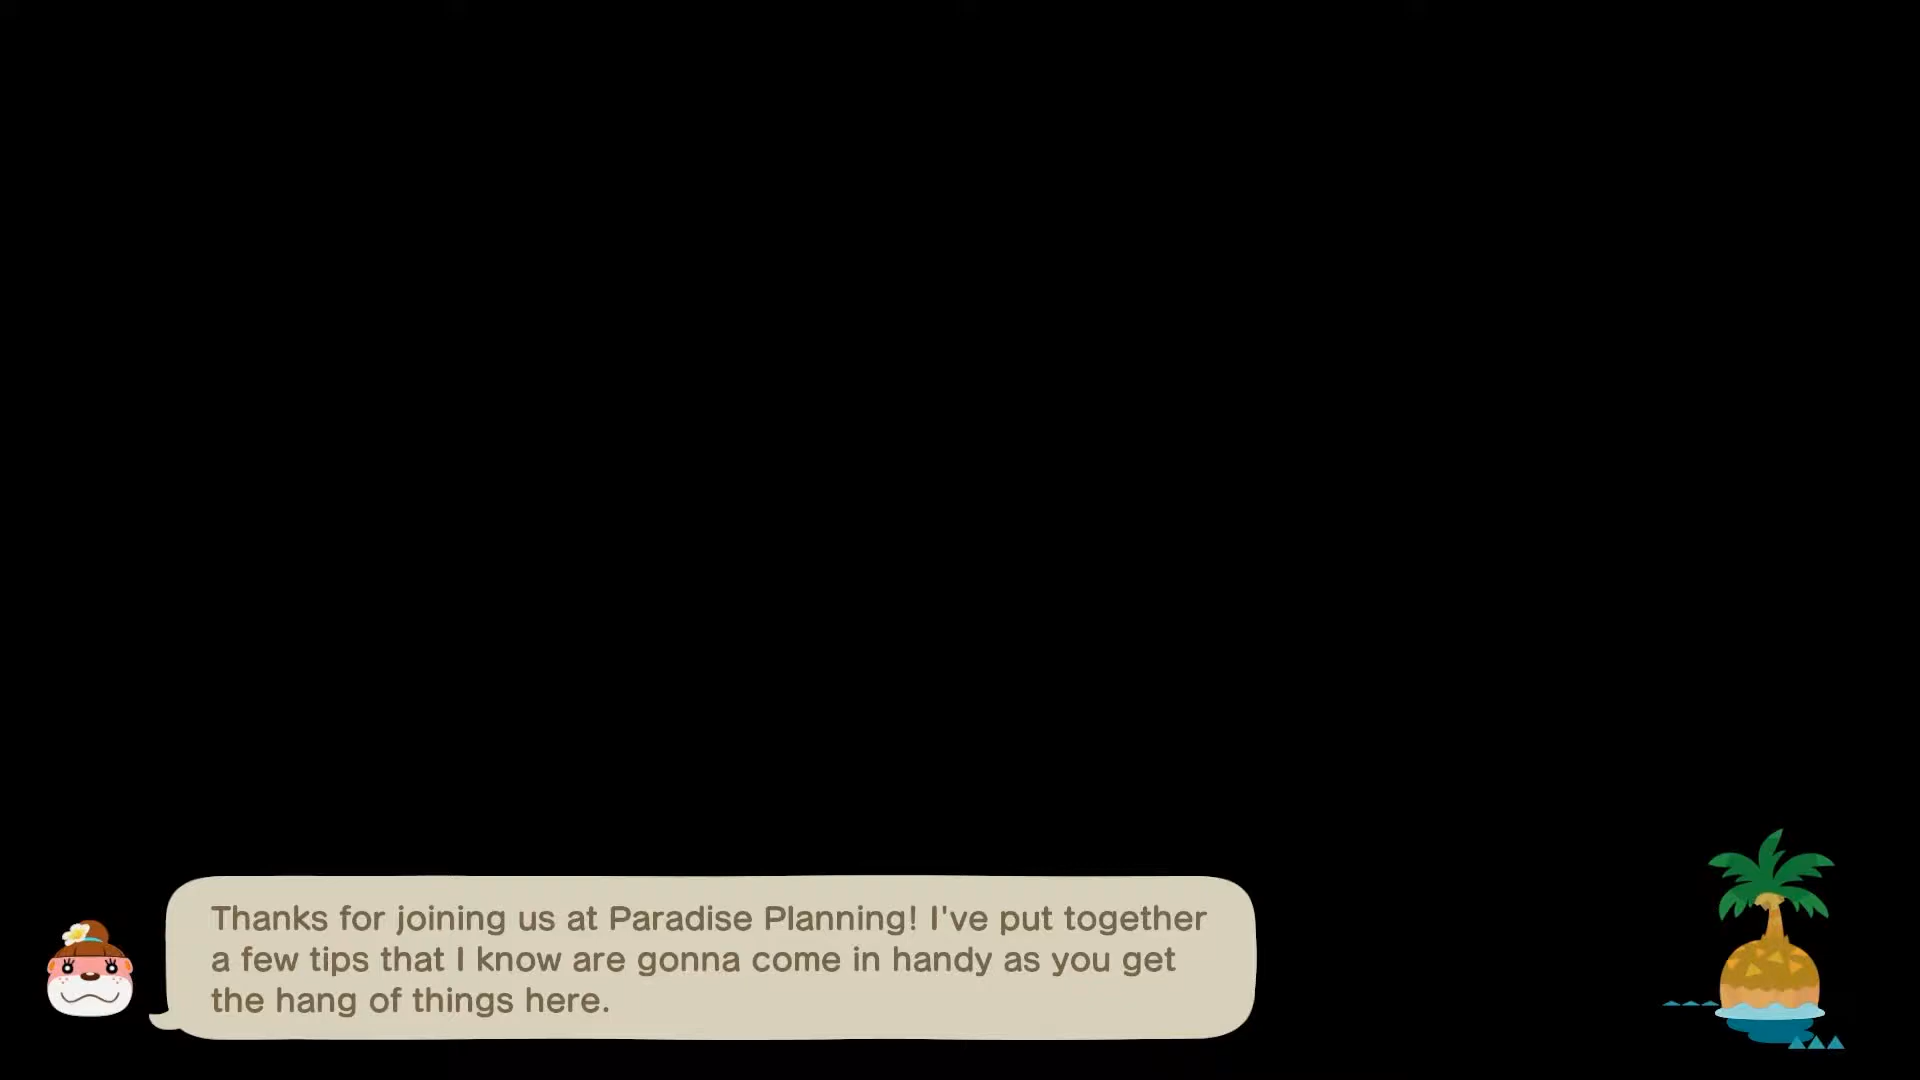 Thanks for joining us at Paradise Planning! I've put together
a few tips that I know are gonna come in handy as you get
the hang of things here.